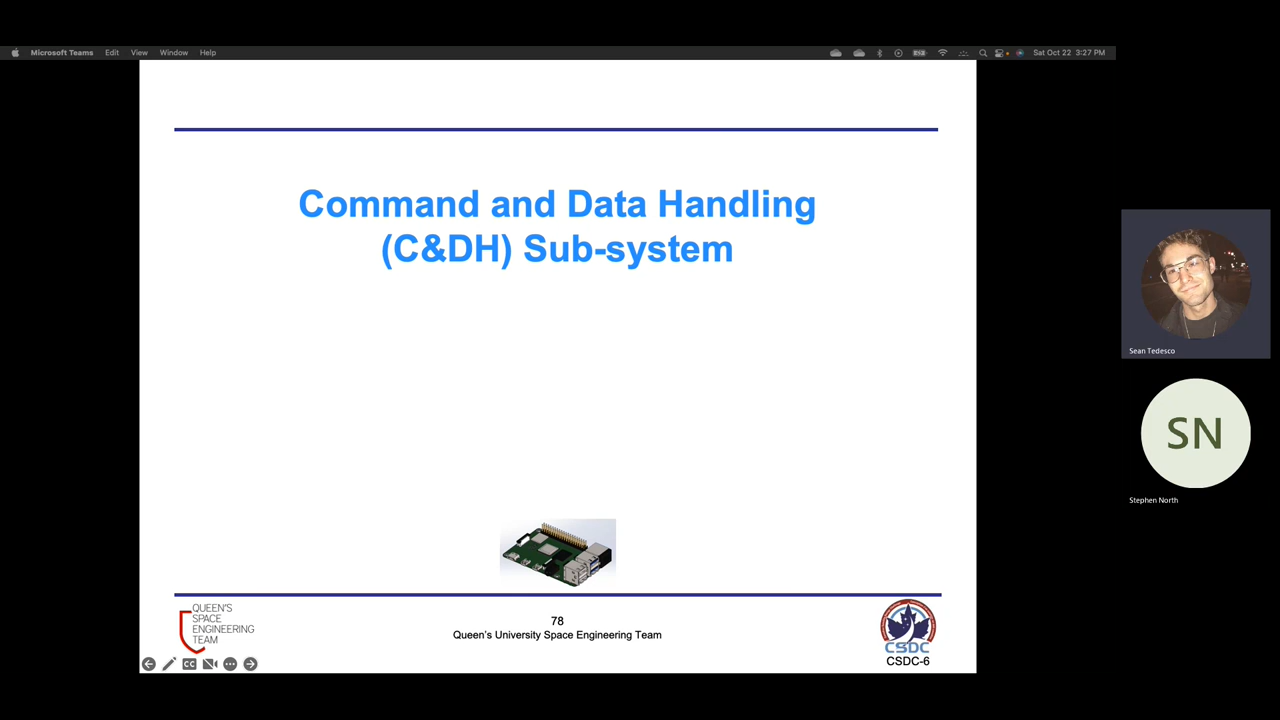 Microsoft Teams Edit View Window Help Sat Oct 22 3:27 PM
Command and Data Handling
(C&DH) Sub-system
Sean Tedesco
SN
Stephen North
QUEEN'S
SPACE
ENGINEERING
TEAM
78
Queen's University Space Engineering Team
CSDC
CSDC-6
CC